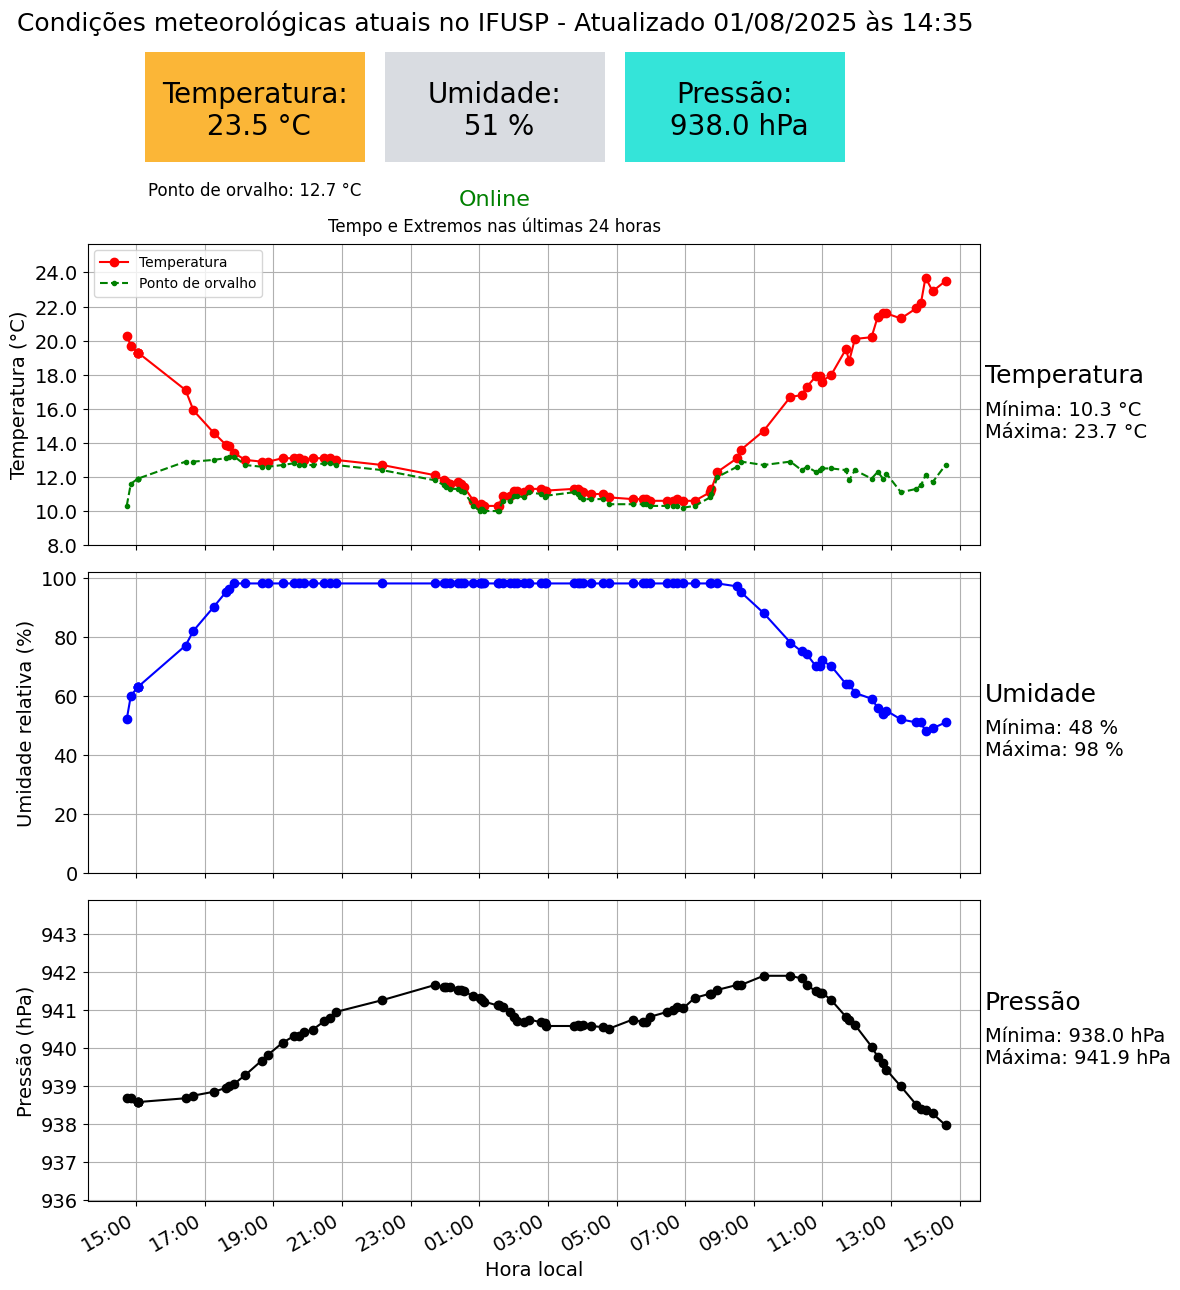 Condições meteorológicas atuais no IFUSP - Atualizado 01/08/2025 às 14:35
Temperatura:
23.5 °C
Umidade:
51 %
Pressão:
938.0 hPa
Ponto de orvalho: 12.7 °C
Online
Tempo e Extremos nas últimas 24 horas
Temperatura
Ponto de orvalho
Temperatura (°C)
24.0
22.0
20.0
18.0
16.0
14.0
12.0
10.0
8.0
Temperatura
Mínima: 10.3 °C
Máxima: 23.7 °C
Umidade relativa (%)
100
80
60
40
20
0
Umidade
Mínima: 48 %
Máxima: 98 %
Pressão (hPa)
943
942
941
940
939
938
937
936
Pressão
Mínima: 938.0 hPa
Máxima: 941.9 hPa
15:00 17:00 19:00 21:00 23:00 01:00 03:00 05:00 07:00 09:00 11:00 13:00 15:00
Hora local